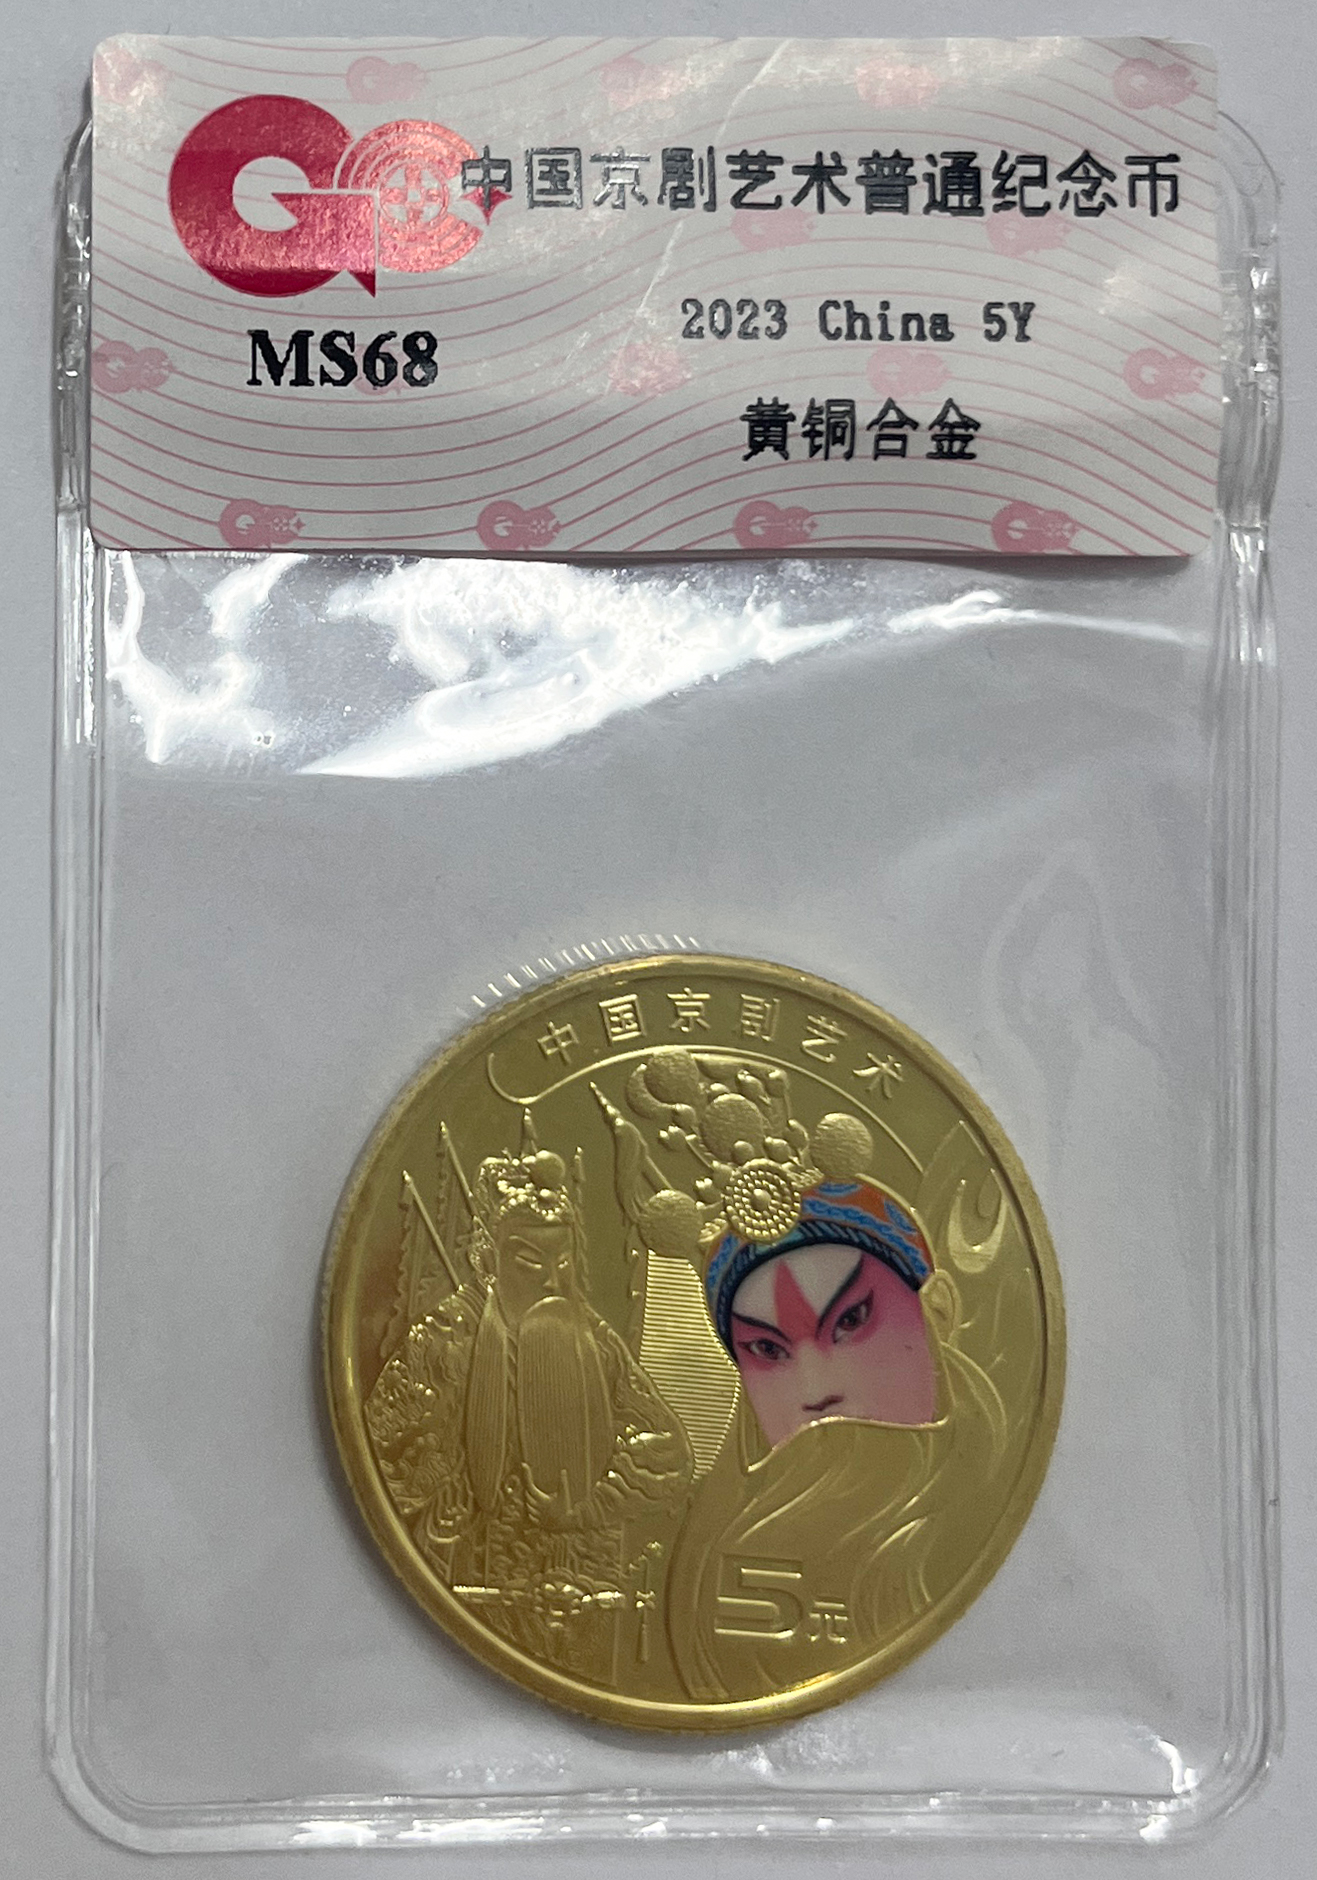 中国京剧艺术普通纪念币
2023 China 5Y
MS68
黄铜合金
中国京剧艺术
5元